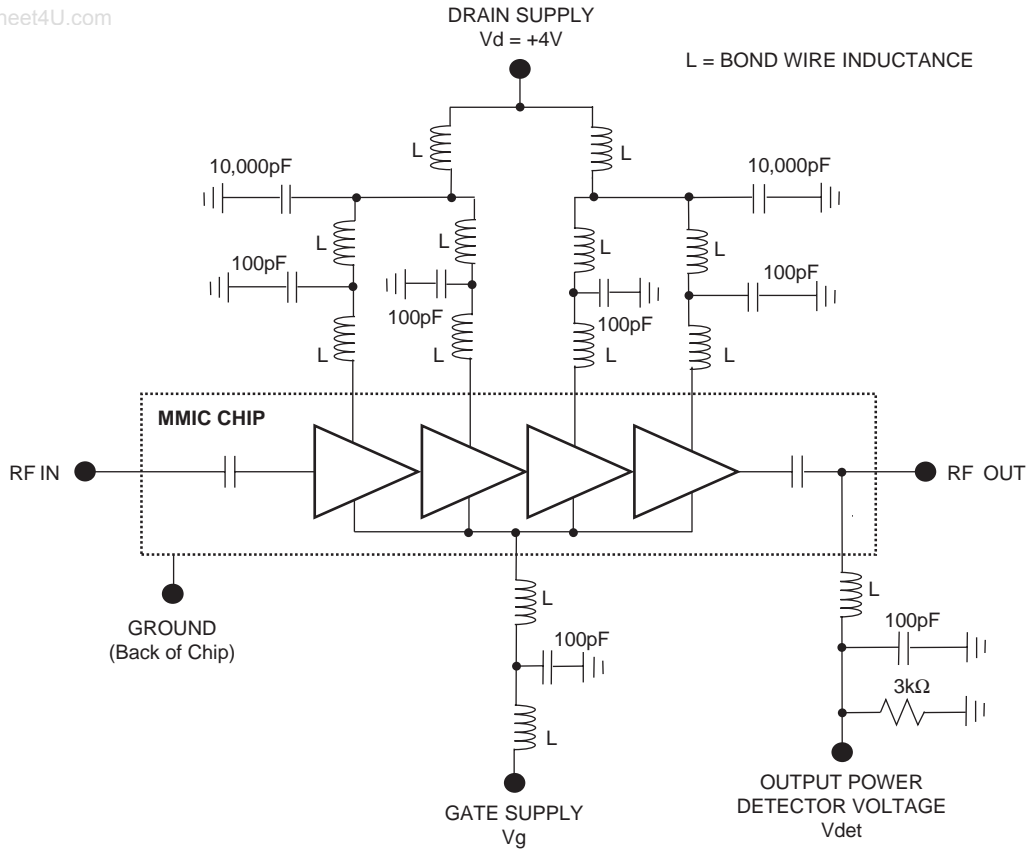 neet4U.com
DRAIN SUPPLY
Vd = +4V
L = BOND WIRE INDUCTANCE
L
L
10,000pF
10,000pF
L
L
L
L
100pF
100pF
100pF
100pF
L
L
L
L
MMIC CHIP
RF IN
RF OUT
L
L
GROUND
(Back of Chip)
100pF
100pF
3kΩ
L
GATE SUPPLY
Vg
OUTPUT POWER
DETECTOR VOLTAGE
Vdet